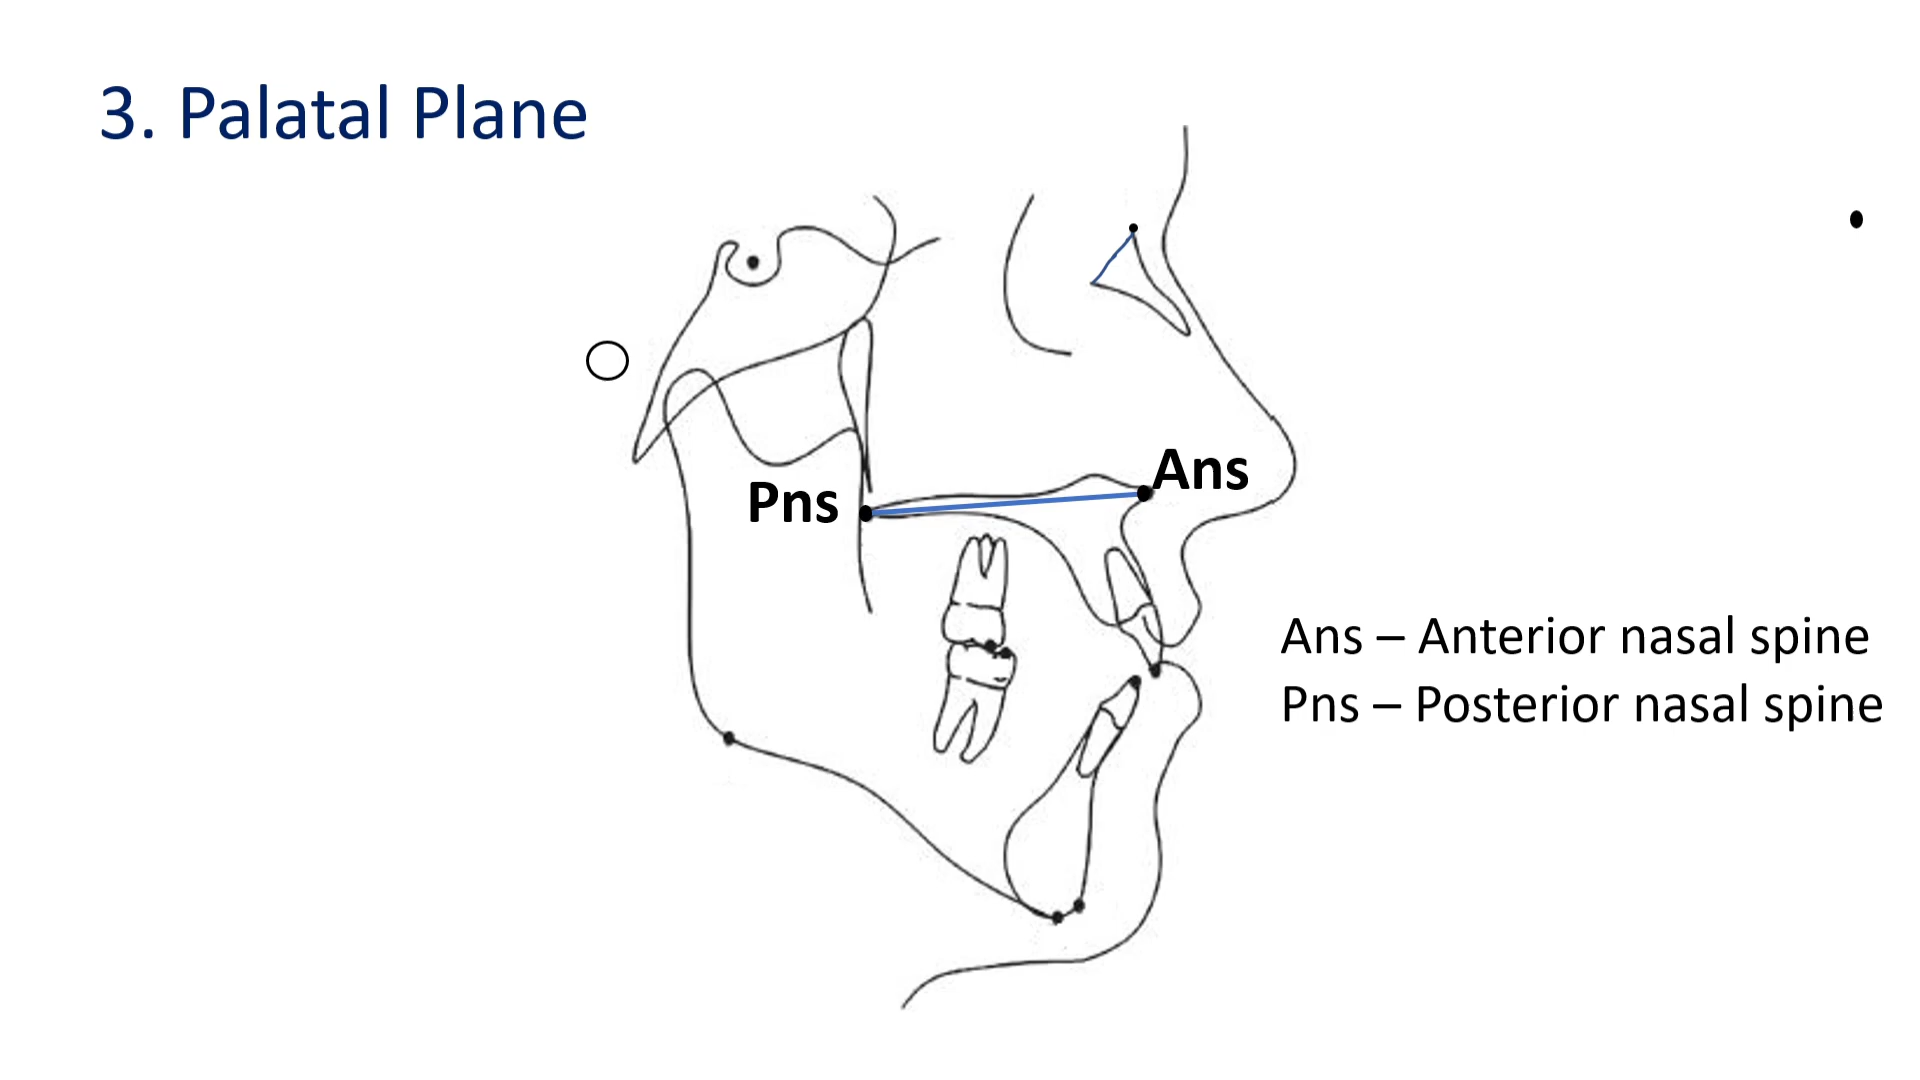 3. Palatal Plane
Ans
Pns
Ans – Anterior nasal spine
Pns – Posterior nasal spine